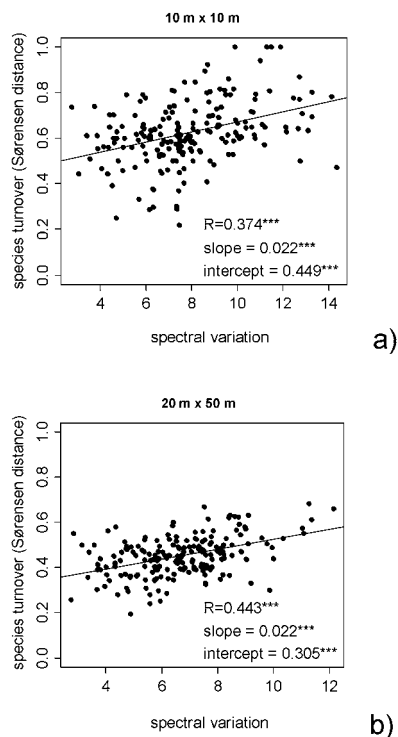 10 m x 10 m
species turnover (Sørensen distance)
1.0
0.8
0.6
0.4
0.2
0.0
R=0.374***
slope = 0.022***
intercept = 0.449***
4 6 8 10 12 14
spectral variation
a)
20 m x 50 m
species turnover (Sørensen distance)
1.0
0.8
0.6
0.4
0.2
0.0
R=0.443***
slope = 0.022***
intercept = 0.305***
4 6 8 10 12
spectral variation
b)